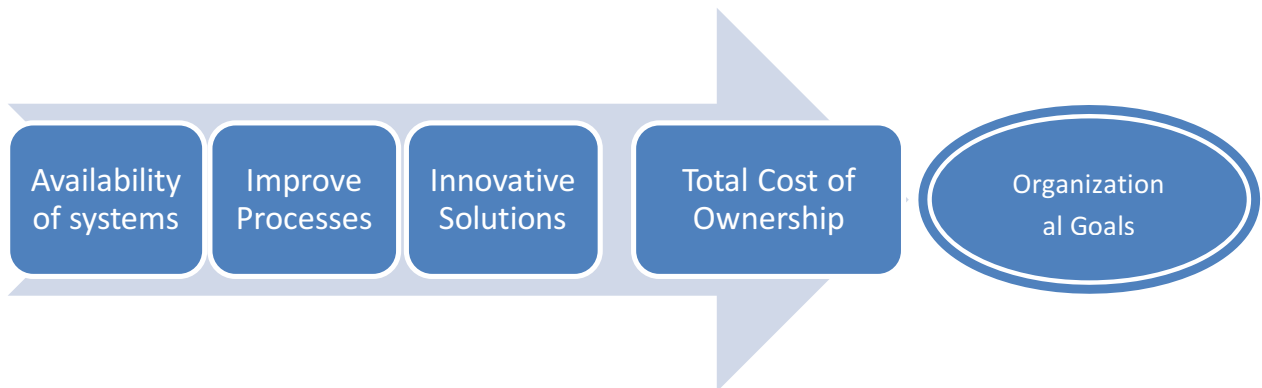 Availability
of systems
Improve
Processes
Innovative
Solutions
Total Cost of
Ownership
Organization
al Goals